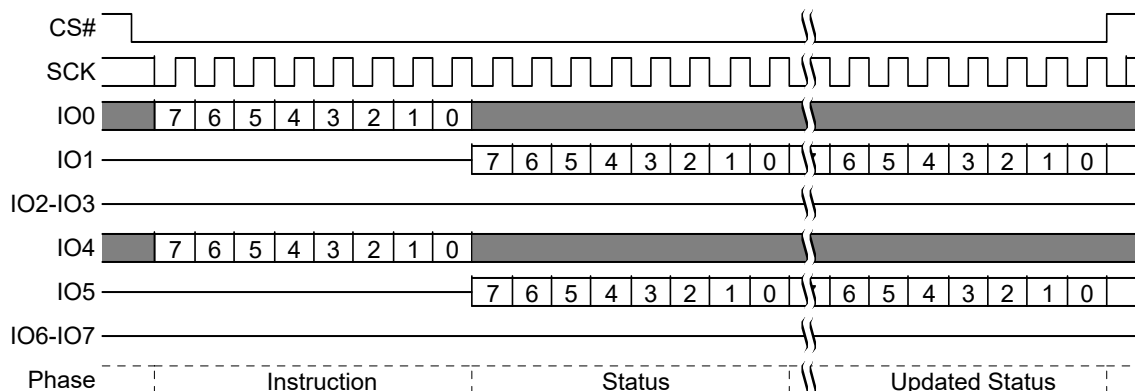 CS#
SCK
IO0 7 6 5 4 3 2 1 0
IO1 7 6 5 4 3 2 1 0 6 5 4 3 2 1 0
IO2-IO3
IO4 7 6 5 4 3 2 1 0
IO5 7 6 5 4 3 2 1 0 6 5 4 3 2 1 0
IO6-IO7
Phase Instruction Status Updated Status